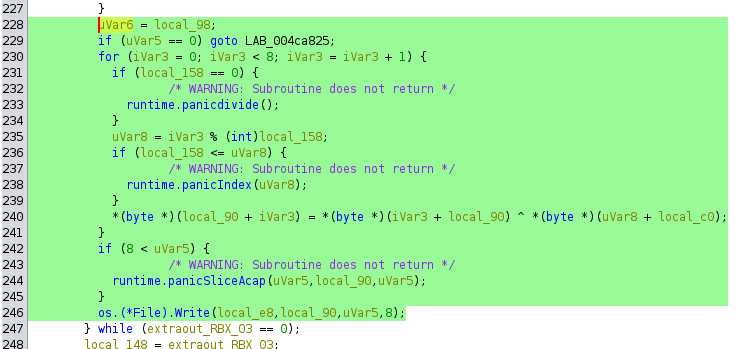 227 }
228 uVar6 = local_98;
229 if (uVar5 == 0) goto LAB_004ca825;
230 for (iVar3 = 0; iVar3 < 8; iVar3 = iVar3 + 1) {
231 if (local_158 == 0) {
232 /* WARNING: Subroutine does not return */
233 runtime.panicdivide();
234 }
235 uVar8 = iVar3 % (int)local_158;
236 if (local_158 <= uVar8) {
237 /* WARNING: Subroutine does not return */
238 runtime.panicIndex(uVar8);
239 }
240 *(byte *)(local_90 + iVar3) = *(byte *)(iVar3 + local_90) ^ *(byte *)(uVar8 + local_c0);
241 }
242 if (8 < uVar5) {
243 /* WARNING: Subroutine does not return */
244 runtime.panicSliceAcap(uVar5,local_90,uVar5);
245 }
246 os.(*File).Write(local_e8,local_90,uVar5,8);
247 } while (extraout_RBX_03 == 0);
248 local_148 = extraout_RBX_03;